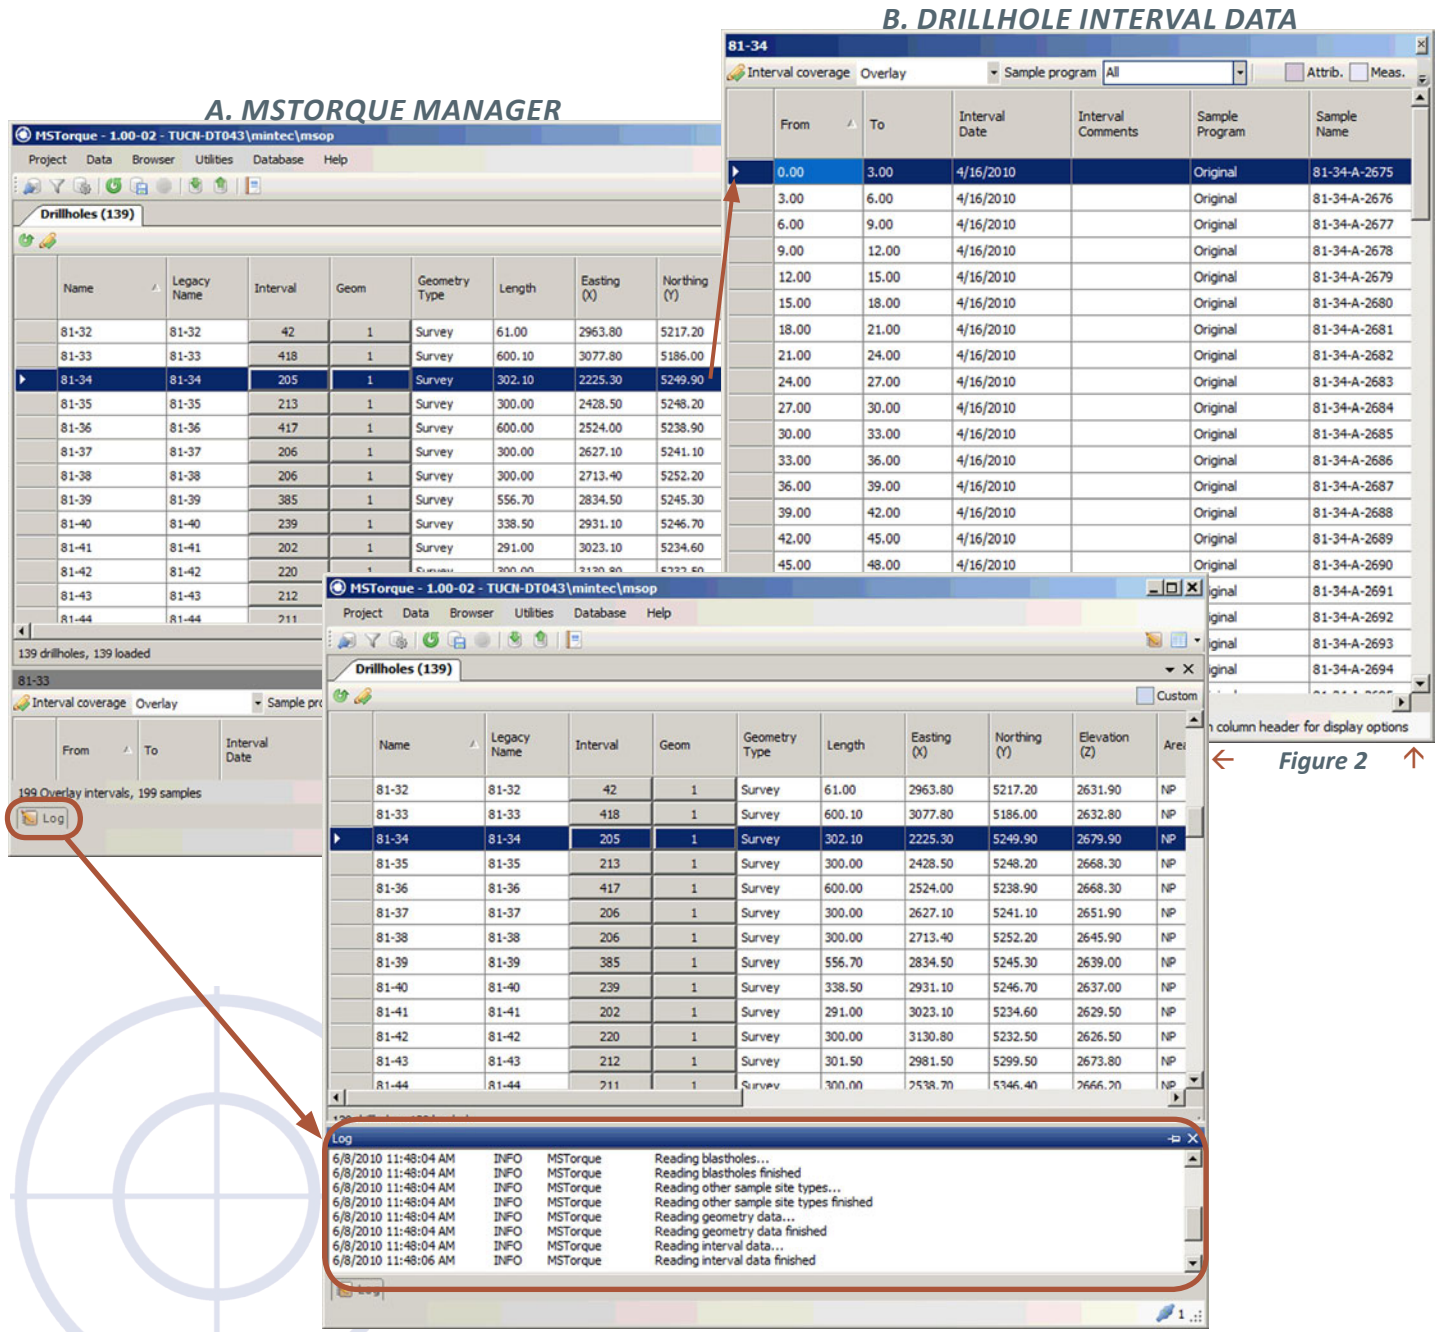 B. DRILLHOLE INTERVAL DATA
81-34
Interval coverage Overlay Sample program All Attrib. Meas.
From To Interval Date Interval Comments Sample Program Sample Name
0.00 3.00 4/16/2010 Original 81-34-A-2675
3.00 6.00 4/16/2010 Original 81-34-A-2676
6.00 9.00 4/16/2010 Original 81-34-A-2677
9.00 12.00 4/16/2010 Original 81-34-A-2678
12.00 15.00 4/16/2010 Original 81-34-A-2679
15.00 18.00 4/16/2010 Original 81-34-A-2680
18.00 21.00 4/16/2010 Original 81-34-A-2681
21.00 24.00 4/16/2010 Original 81-34-A-2682
24.00 27.00 4/16/2010 Original 81-34-A-2683
27.00 30.00 4/16/2010 Original 81-34-A-2684
30.00 33.00 4/16/2010 Original 81-34-A-2685
33.00 36.00 4/16/2010 Original 81-34-A-2686
36.00 39.00 4/16/2010 Original 81-34-A-2687
39.00 42.00 4/16/2010 Original 81-34-A-2688
42.00 45.00 4/16/2010 Original 81-34-A-2689
45.00 48.00 4/16/2010 Original 81-34-A-2690
iginal 81-34-A-2691
iginal 81-34-A-2692
iginal 81-34-A-2693
iginal 81-34-A-2694
column header for display options
← Figure 2 ↑
A. MSTORQUE MANAGER
MSTorque - 1.00-02 - TUCN-DT043\mintec\msop
Project Data Browser Utilities Database Help
Drillholes (139)
Name Legacy Name Interval Geom Geometry Type Length Easting (X) Northing (Y)
81-32 81-32 42 1 Survey 61.00 2963.80 5217.20
81-33 81-33 418 1 Survey 600.10 3077.80 5186.00
81-34 81-34 205 1 Survey 302.10 2225.30 5249.90
81-35 81-35 213 1 Survey 300.00 2428.50 5248.20
81-36 81-36 417 1 Survey 600.00 2524.00 5238.90
81-37 81-37 206 1 Survey 300.00 2627.10 5241.10
81-38 81-38 206 1 Survey 300.00 2713.40 5252.20
81-39 81-39 385 1 Survey 556.70 2834.50 5245.30
81-40 81-40 239 1 Survey 338.50 2931.10 5246.70
81-41 81-41 202 1 Survey 291.00 3023.10 5234.60
81-42 81-42 220 1 Survey 300.00 3130.80 5232.50
81-43 81-43 212
81-44 81-44 211
139 drillholes, 139 loaded
81-33
Interval coverage Overlay Sample pro
From To Interval Date
199 Overlay intervals, 199 samples
Log
MSTorque - 1.00-02 - TUCN-DT043\mintec\msop
Project Data Browser Utilities Database Help
Drillholes (139)
Custom
Name Legacy Name Interval Geom Geometry Type Length Easting (X) Northing (Y) Elevation (Z) Area
81-32 81-32 42 1 Survey 61.00 2963.80 5217.20 2631.90 NP
81-33 81-33 418 1 Survey 600.10 3077.80 5186.00 2632.80 NP
81-34 81-34 205 1 Survey 302.10 2225.30 5249.90 2679.90 NP
81-35 81-35 213 1 Survey 300.00 2428.50 5248.20 2668.30 NP
81-36 81-36 417 1 Survey 600.00 2524.00 5238.90 2668.30 NP
81-37 81-37 206 1 Survey 300.00 2627.10 5241.10 2651.90 NP
81-38 81-38 206 1 Survey 300.00 2713.40 5252.20 2645.90 NP
81-39 81-39 385 1 Survey 556.70 2834.50 5245.30 2639.00 NP
81-40 81-40 239 1 Survey 338.50 2931.10 5246.70 2637.00 NP
81-41 81-41 202 1 Survey 291.00 3023.10 5234.60 2629.50 NP
81-42 81-42 220 1 Survey 300.00 3130.80 5232.50 2626.50 NP
81-43 81-43 212 1 Survey 301.50 2981.50 5299.50 2673.80 NP
81-44 81-44 211 1 Survey 300.00 2538.70 5346.40 2666.20 NP
Log
6/8/2010 11:48:04 AM INFO MSTorque Reading blastholes...
6/8/2010 11:48:04 AM INFO MSTorque Reading blastholes finished
6/8/2010 11:48:04 AM INFO MSTorque Reading other sample site types...
6/8/2010 11:48:04 AM INFO MSTorque Reading other sample site types finished
6/8/2010 11:48:04 AM INFO MSTorque Reading geometry data...
6/8/2010 11:48:04 AM INFO MSTorque Reading geometry data finished
6/8/2010 11:48:04 AM INFO MSTorque Reading interval data...
6/8/2010 11:48:06 AM INFO MSTorque Reading interval data finished
Log
1